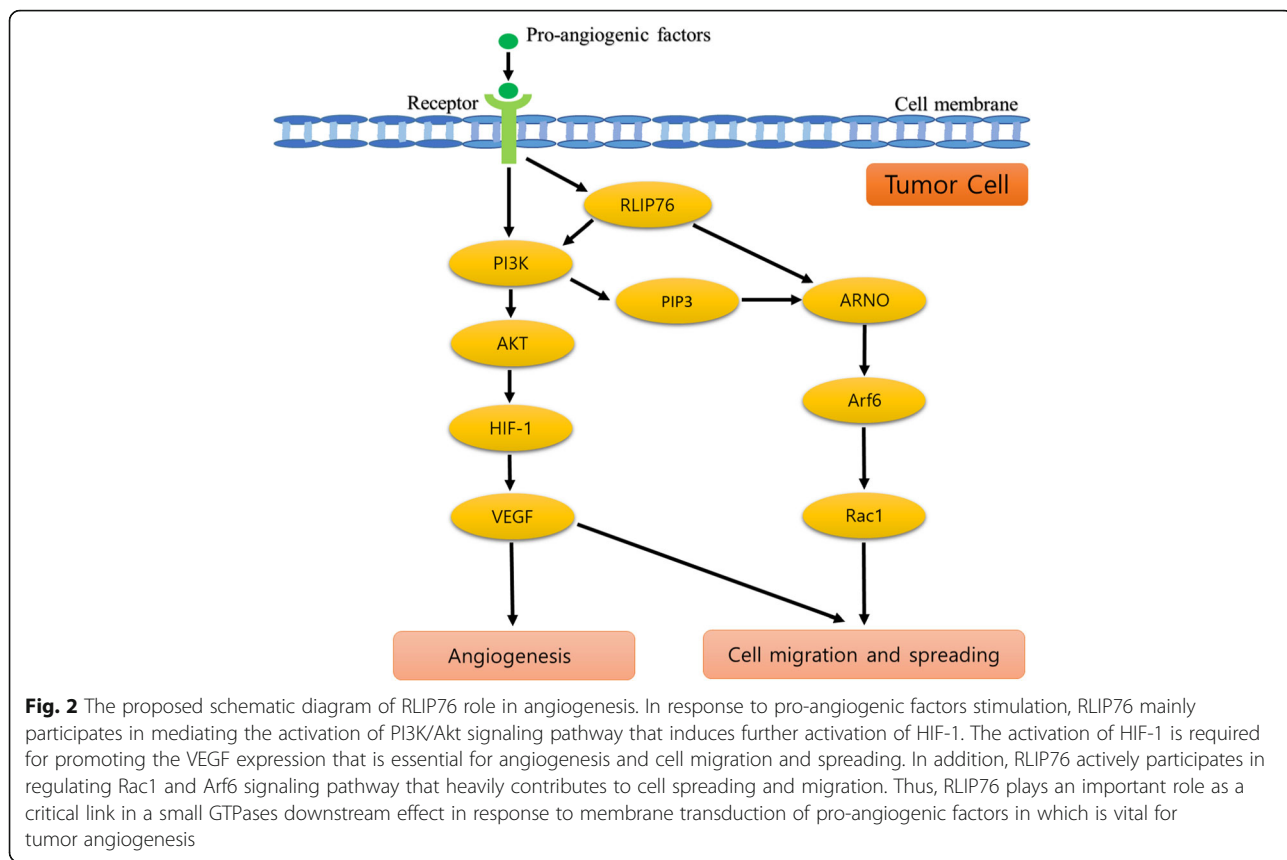 Pro-angiogenic factors
Receptor
Cell membrane
Tumor Cell
RLIP76
PI3K
PIP3
ARNO
AKT
Arf6
HIF-1
VEGF
Rac1
Angiogenesis
Cell migration and spreading
Fig. 2 The proposed schematic diagram of RLIP76 role in angiogenesis. In response to pro-angiogenic factors stimulation, RLIP76 mainly
participates in mediating the activation of PI3K/Akt signaling pathway that induces further activation of HIF-1. The activation of HIF-1 is required
for promoting the VEGF expression that is essential for angiogenesis and cell migration and spreading. In addition, RLIP76 actively participates in
regulating Rac1 and Arf6 signaling pathway that heavily contributes to cell spreading and migration. Thus, RLIP76 plays an important role as a
critical link in a small GTPases downstream effect in response to membrane transduction of pro-angiogenic factors in which is vital for
tumor angiogenesis